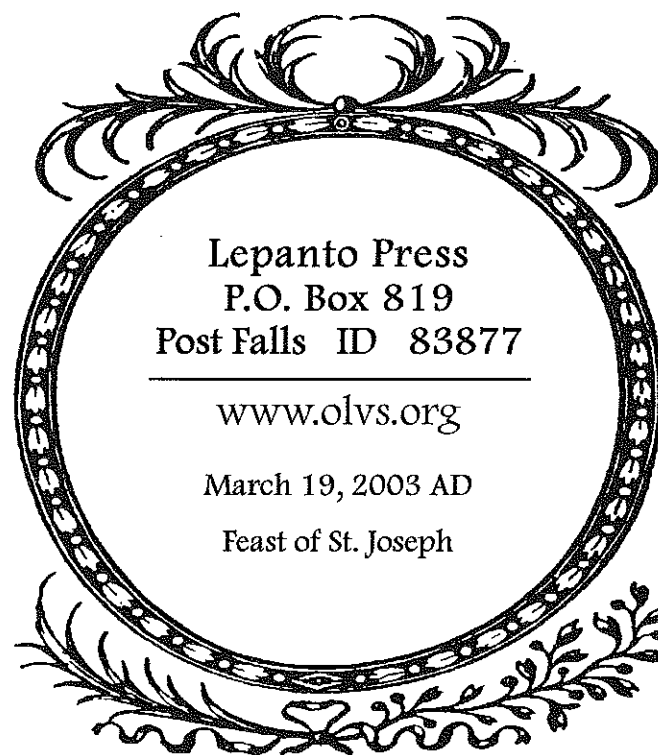 Lepanto Press
P.O. Box 819
Post Falls ID 83877
www.olvs.org
March 19, 2003 AD
Feast of St. Joseph